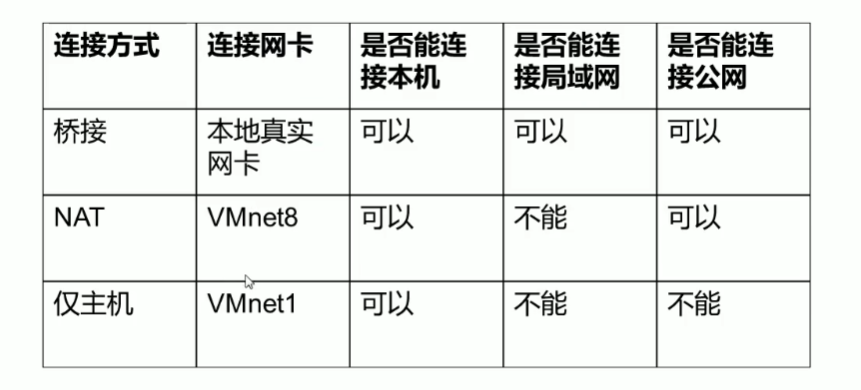 连接方式 连接网卡 是否能连 是否能连 是否能连
接本机 接局域网 接公网
桥接 本地真实 可以 可以 可以
网卡
NAT VMnet8 可以 不能 可以
仅主机 VMnet1 可以 不能 不能